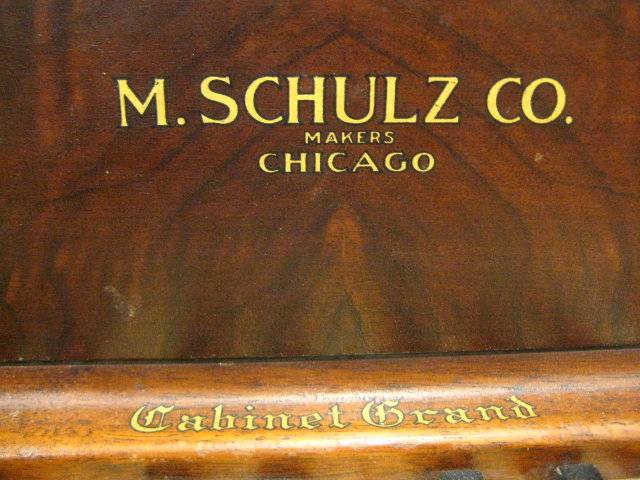 M. SCHULZ CO.
MAKERS
CHICAGO
Cabinet Grand